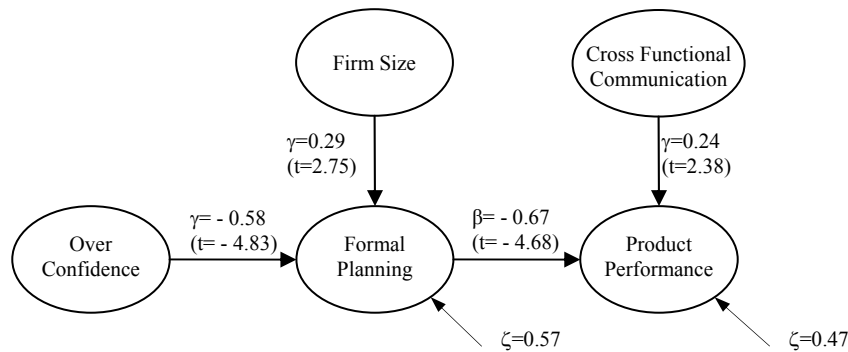 Firm Size
Cross Functional
Communication
γ=0.29
(t=2.75)
γ=0.24
(t=2.38)
γ= - 0.58
(t= - 4.83)
β= - 0.67
(t= - 4.68)
Over
Confidence
Formal
Planning
Product
Performance
ζ=0.57
ζ=0.47